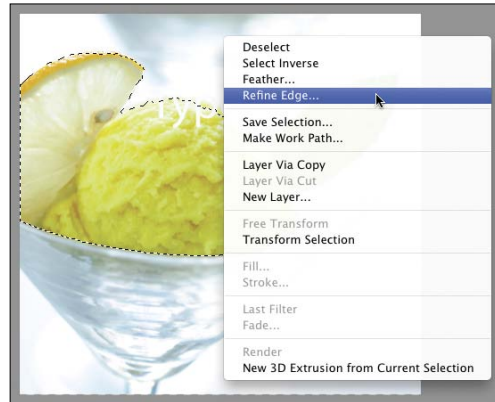 Deselect
Select Inverse
Feather...
Refine Edge...
Save Selection...
Make Work Path...
Layer Via Copy
Layer Via Cut
New Layer...
Free Transform
Transform Selection
Fill...
Stroke...
Last Filter
Fade...
Render
New 3D Extrusion from Current Selection